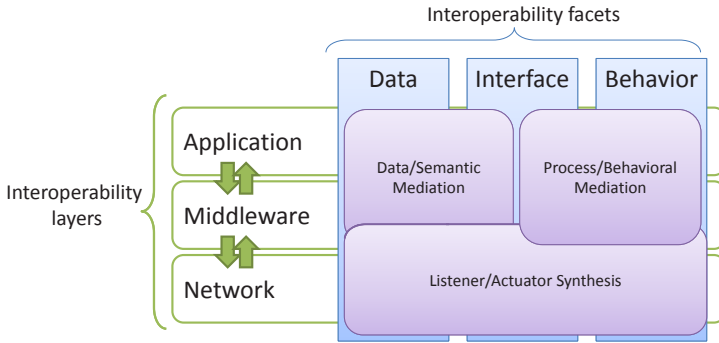 Interoperability facets
Data
Interface
Behavior
Application
Data/Semantic
Mediation
Process/Behavioral
Mediation
Interoperability
layers
Middleware
Network
Listener/Actuator Synthesis